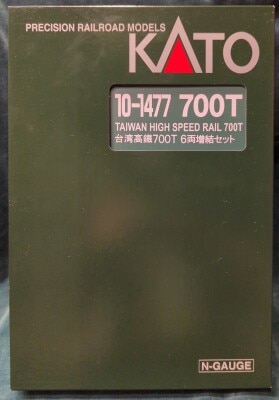 PRECISION RAILROAD MODELS
KATO
10-1477 700T
TAIWAN HIGH SPEED RAIL 700T
台湾高鐵700T 6両増結セット
N-GAUGE